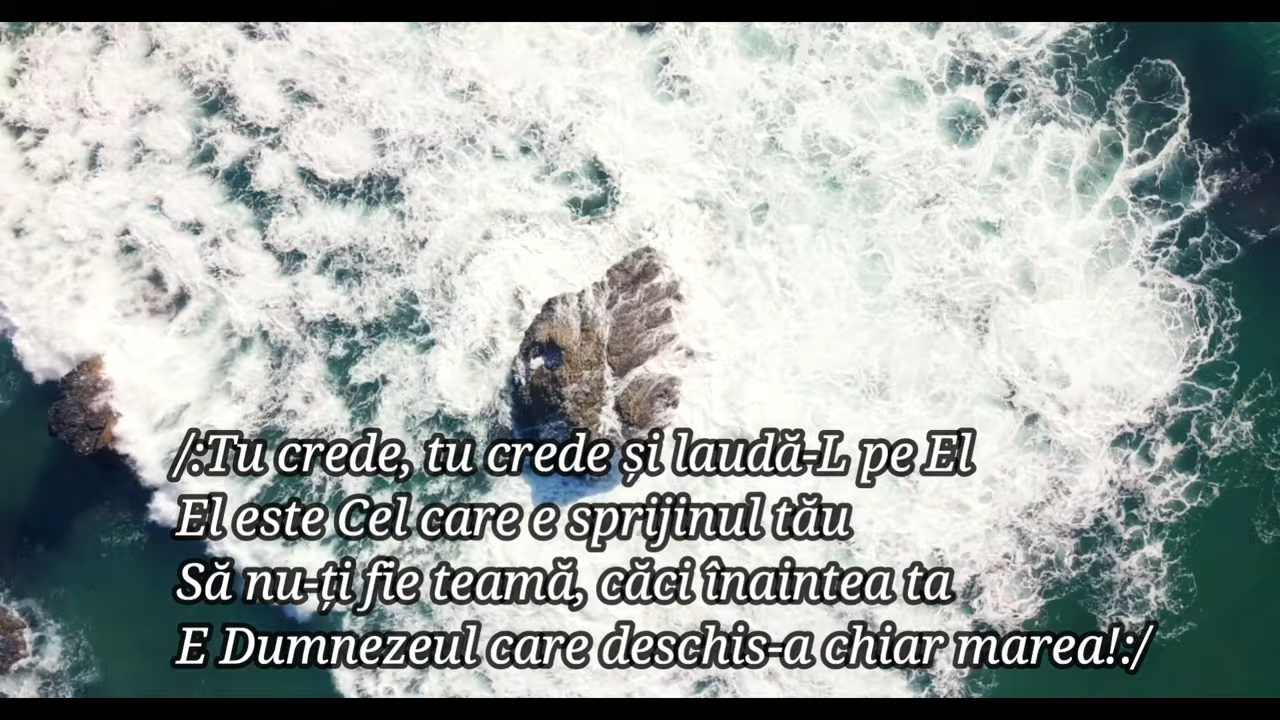 /:Tu crede, tu crede și laudă-L pe El
El este Cel care e sprijinul tău
Să nu-ți fie teamă, căci înaintea ta
E Dumnezeul care deschis-a chiar marea!:/